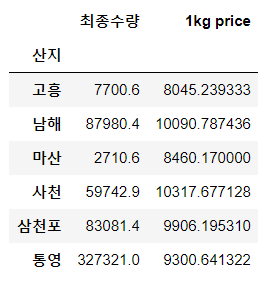 최종수량 1kg price
산지
고흥 7700.6 8045.239333
남해 87980.4 10090.787436
마산 2710.6 8460.170000
사천 59742.9 10317.677128
삼천포 83081.4 9906.195310
통영 327321.0 9300.641322